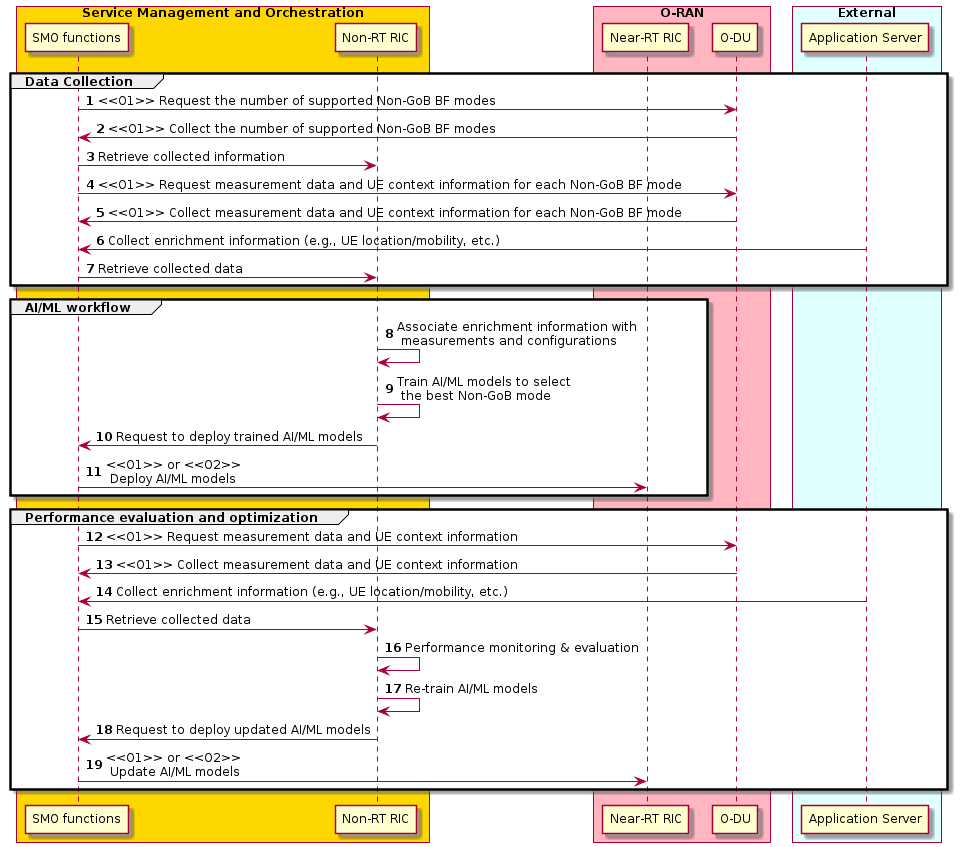 Service Management and Orchestration
O-RAN
External
SMO functions
Non-RT RIC
Near-RT RIC
O-DU
Application Server
Data Collection
1 <<O1>> Request the number of supported Non-GoB BF modes
2 <<O1>> Collect the number of supported Non-GoB BF modes
3 Retrieve collected information
4 <<O1>> Request measurement data and UE context information for each Non-GoB BF mode
5 <<O1>> Collect measurement data and UE context information for each Non-GoB BF mode
6 Collect enrichment information (e.g., UE location/mobility, etc.)
7 Retrieve collected data
AI/ML workflow
8 Associate enrichment information with
measurements and configurations
9 Train AI/ML models to select
the best Non-GoB mode
10 Request to deploy trained AI/ML models
11 <<O1>> or <<O2>>
Deploy AI/ML models
Performance evaluation and optimization
12 <<O1>> Request measurement data and UE context information
13 <<O1>> Collect measurement data and UE context information
14 Collect enrichment information (e.g., UE location/mobility, etc.)
15 Retrieve collected data
16 Performance monitoring & evaluation
17 Re-train AI/ML models
18 Request to deploy updated AI/ML models
19 <<O1>> or <<O2>>
Update AI/ML models
SMO functions
Non-RT RIC
Near-RT RIC
O-DU
Application Server